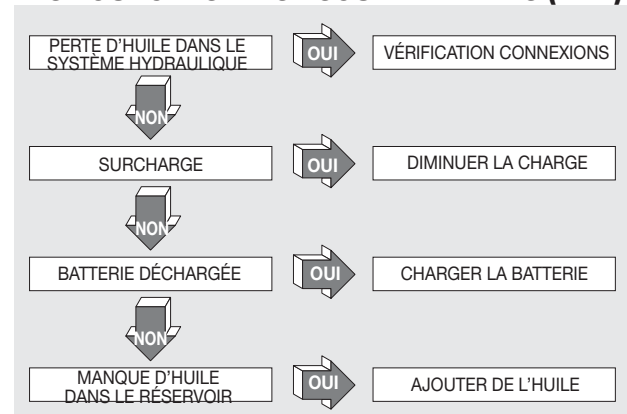 PERTE D'HUILE DANS LE
SYSTÈME HYDRAULIQUE
OUI
VÉRIFICATION CONNEXIONS
NON
SURCHARGE
OUI
DIMINUER LA CHARGE
NON
BATTERIE DÉCHARGÉE
OUI
CHARGER LA BATTERIE
NON
MANQUE D'HUILE
DANS LE RÉSERVOIR
OUI
AJOUTER DE L'HUILE